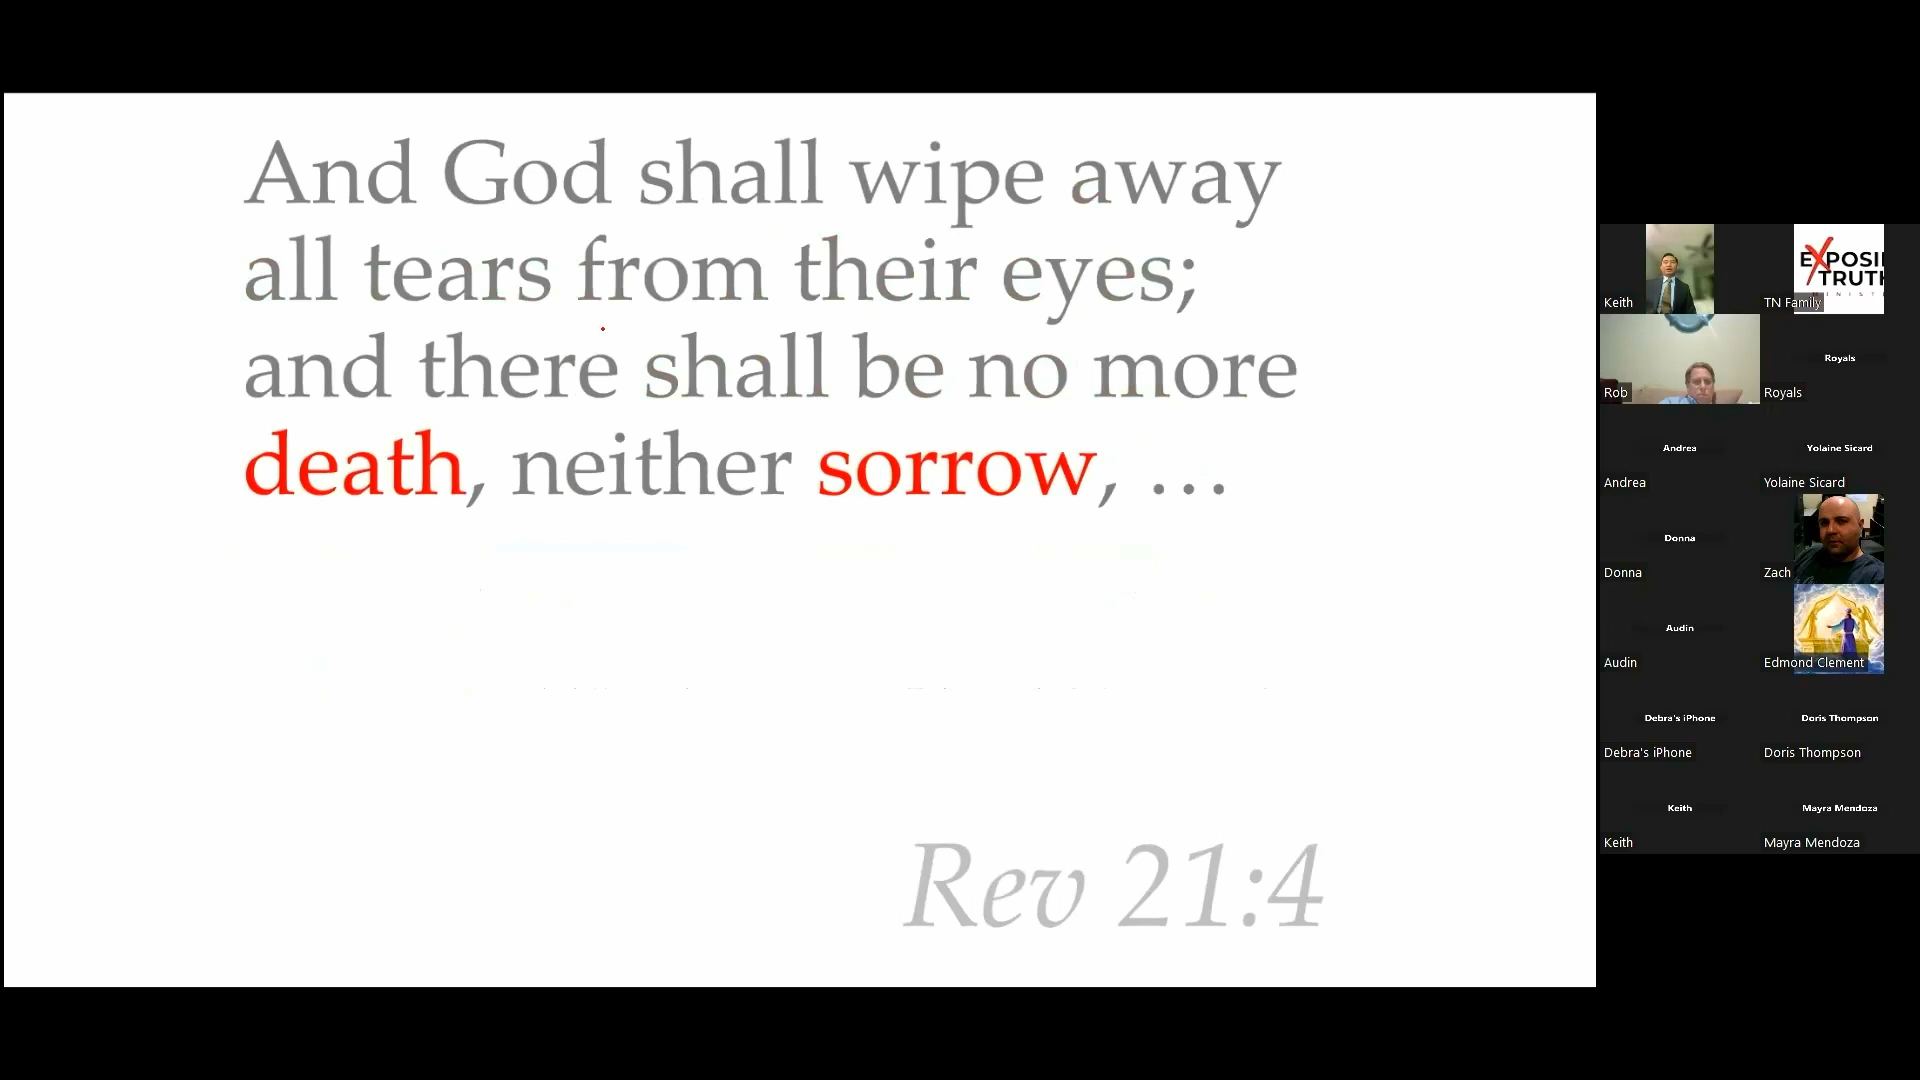 And God shall wipe away
all tears from their eyes;
and there shall be no more
death, neither sorrow, …
Rev 21:4
Keith
TN Family
Rob
Royals
Royals
Andrea
Andrea
Yolaine Sicard
Yolaine Sicard
Donna
Donna
Zach
Audin
Audin
Edmond Clement
Debra's iPhone
Debra's iPhone
Doris Thompson
Doris Thompson
Keith
Keith
Mayra Mendoza
Mayra Mendoza